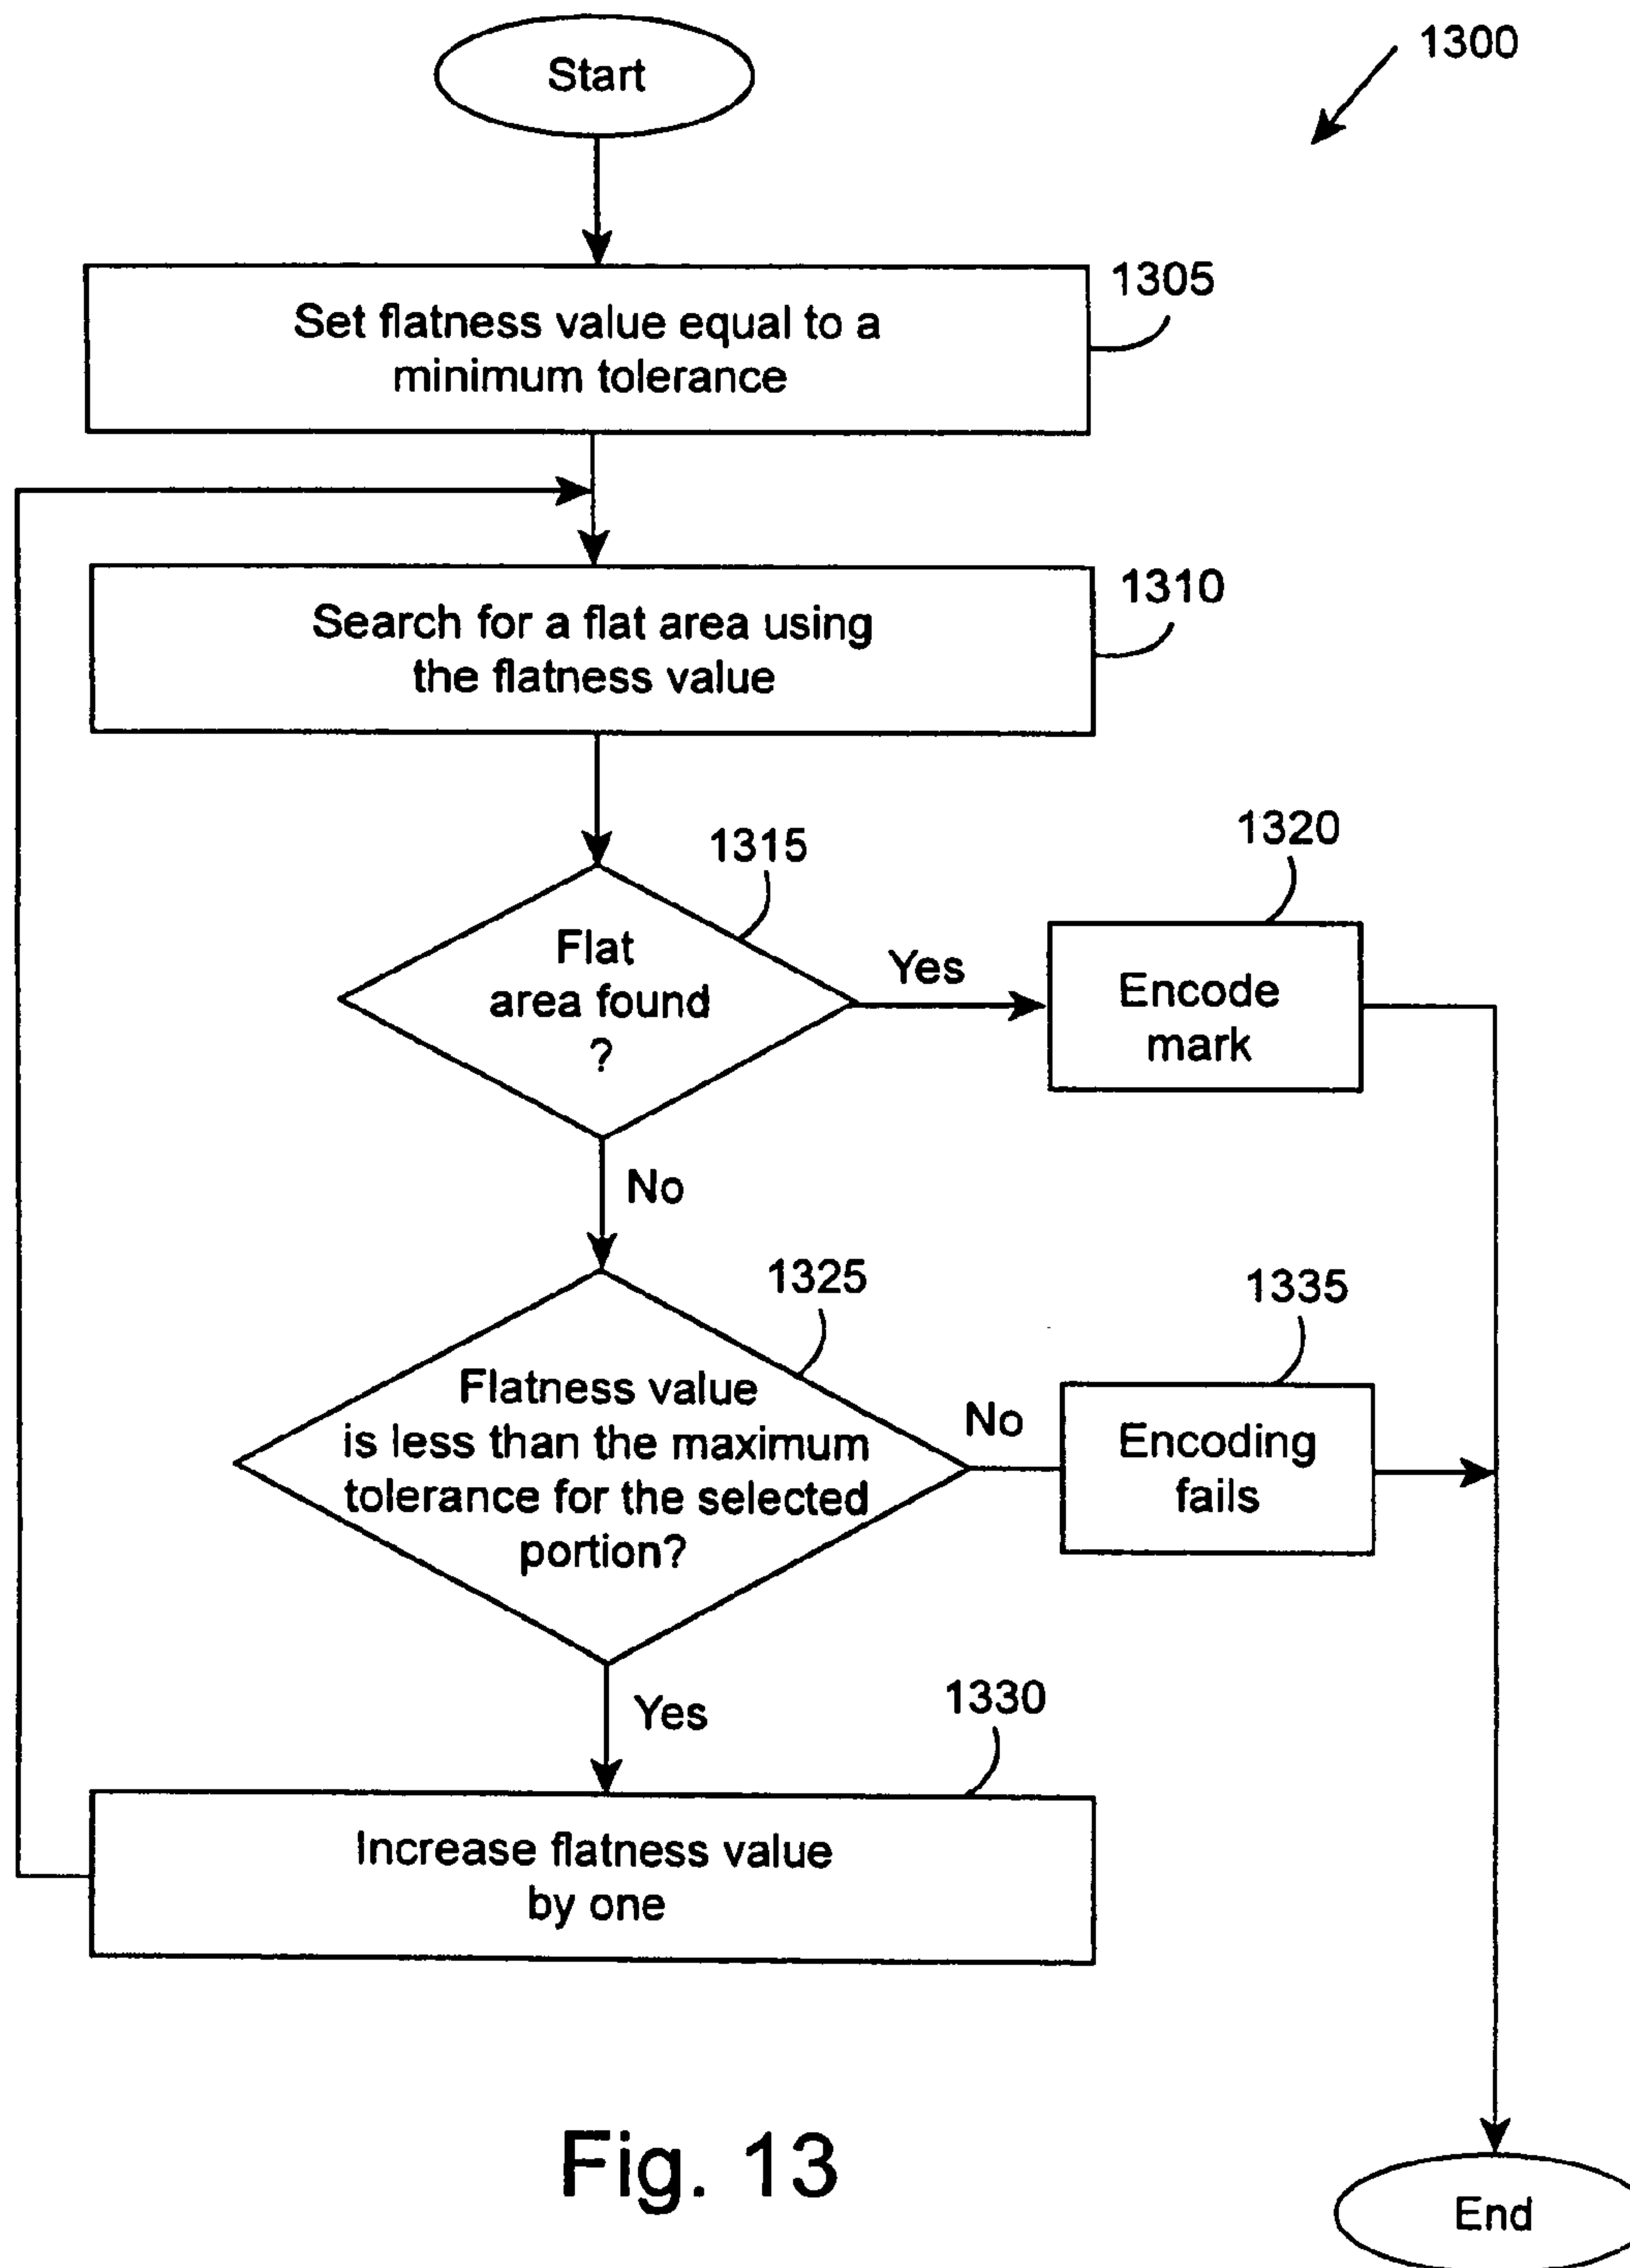 Start
1300
Set flatness value equal to a
minimum tolerance
1305
Search for a flat area using
the flatness value
1310
Flat
area found
?
1315
Yes
Encode
mark
1320
No
Flatness value
is less than the maximum
tolerance for the selected
portion?
1325
No
Encoding
fails
1335
Yes
Increase flatness value
by one
1330
Fig. 13
End